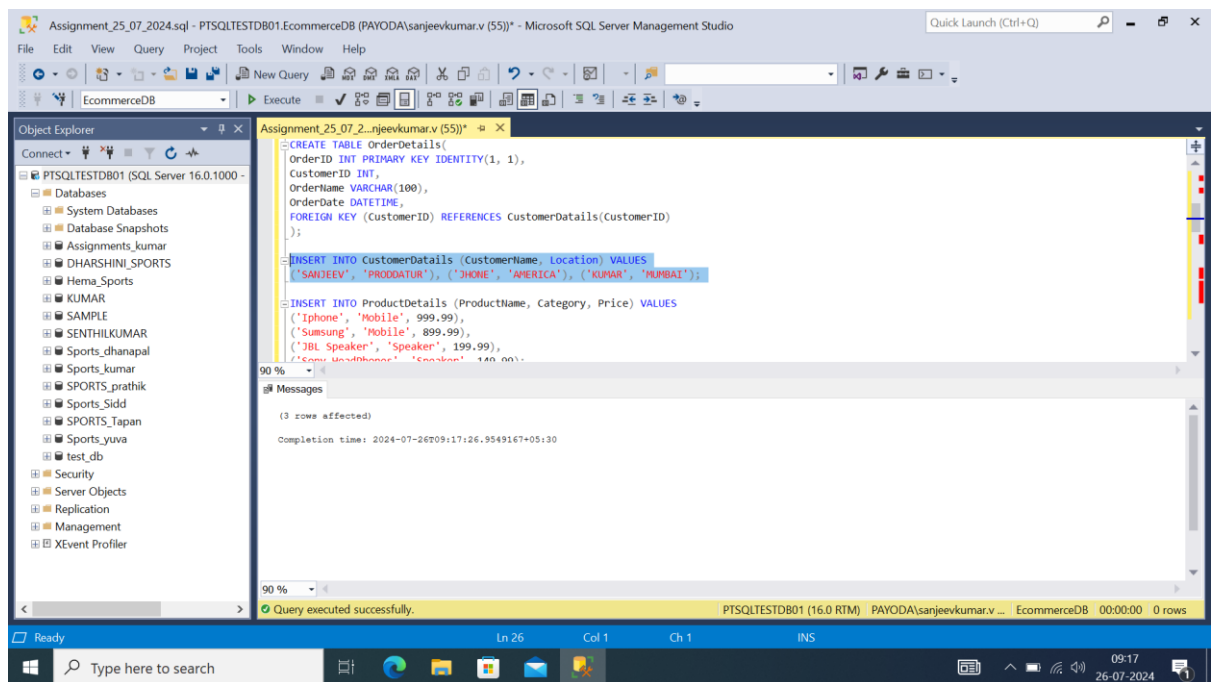 Assignment_25_07_2024.sql - PTSQLTESTDB01.EcommerceDB (PAYODA\sanjeevkumar.v (55))* - Microsoft SQL Server Management Studio
Quick Launch (Ctrl+Q)
File Edit View Query Project Tools Window Help
New Query
EcommerceDB Execute
Object Explorer
Assignment_25_07_2...njeevkumar.v (55))*
Connect
PTSQLTESTDB01 (SQL Server 16.0.1000 -
Databases
System Databases
Database Snapshots
Assignments_kumar
DHARSHINI_SPORTS
Hema_Sports
KUMAR
SAMPLE
SENTHILKUMAR
Sports_dhanapal
Sports_kumar
SPORTS_prathik
Sports_Sidd
SPORTS_Tapan
Sports_yuva
test_db
Security
Server Objects
Replication
Management
XEvent Profiler
CREATE TABLE OrderDetails(
OrderID INT PRIMARY KEY IDENTITY(1, 1),
CustomerID INT,
OrderName VARCHAR(100),
OrderDate DATETIME,
FOREIGN KEY (CustomerID) REFERENCES CustomerDatails(CustomerID)
);
INSERT INTO CustomerDatails (CustomerName, Location) VALUES
('SANJEEV', 'PRODDATUR'), ('JHONE', 'AMERICA'), ('KUMAR', 'MUMBAI');
INSERT INTO ProductDetails (ProductName, Category, Price) VALUES
('Iphone', 'Mobile', 999.99),
('Sumsung', 'Mobile', 899.99),
('JBL Speaker', 'Speaker', 199.99),
('Sony HeadPhones', 'Speaker', 149.99);
90 %
Messages
(3 rows affected)
Completion time: 2024-07-26T09:17:26.9549167+05:30
90 %
Query executed successfully. PTSQLTESTDB01 (16.0 RTM) PAYODA\sanjeevkumar.v ... EcommerceDB 00:00:00 0 rows
Ready Ln 26 Col 1 Ch 1 INS
Type here to search
09:17
26-07-2024
1